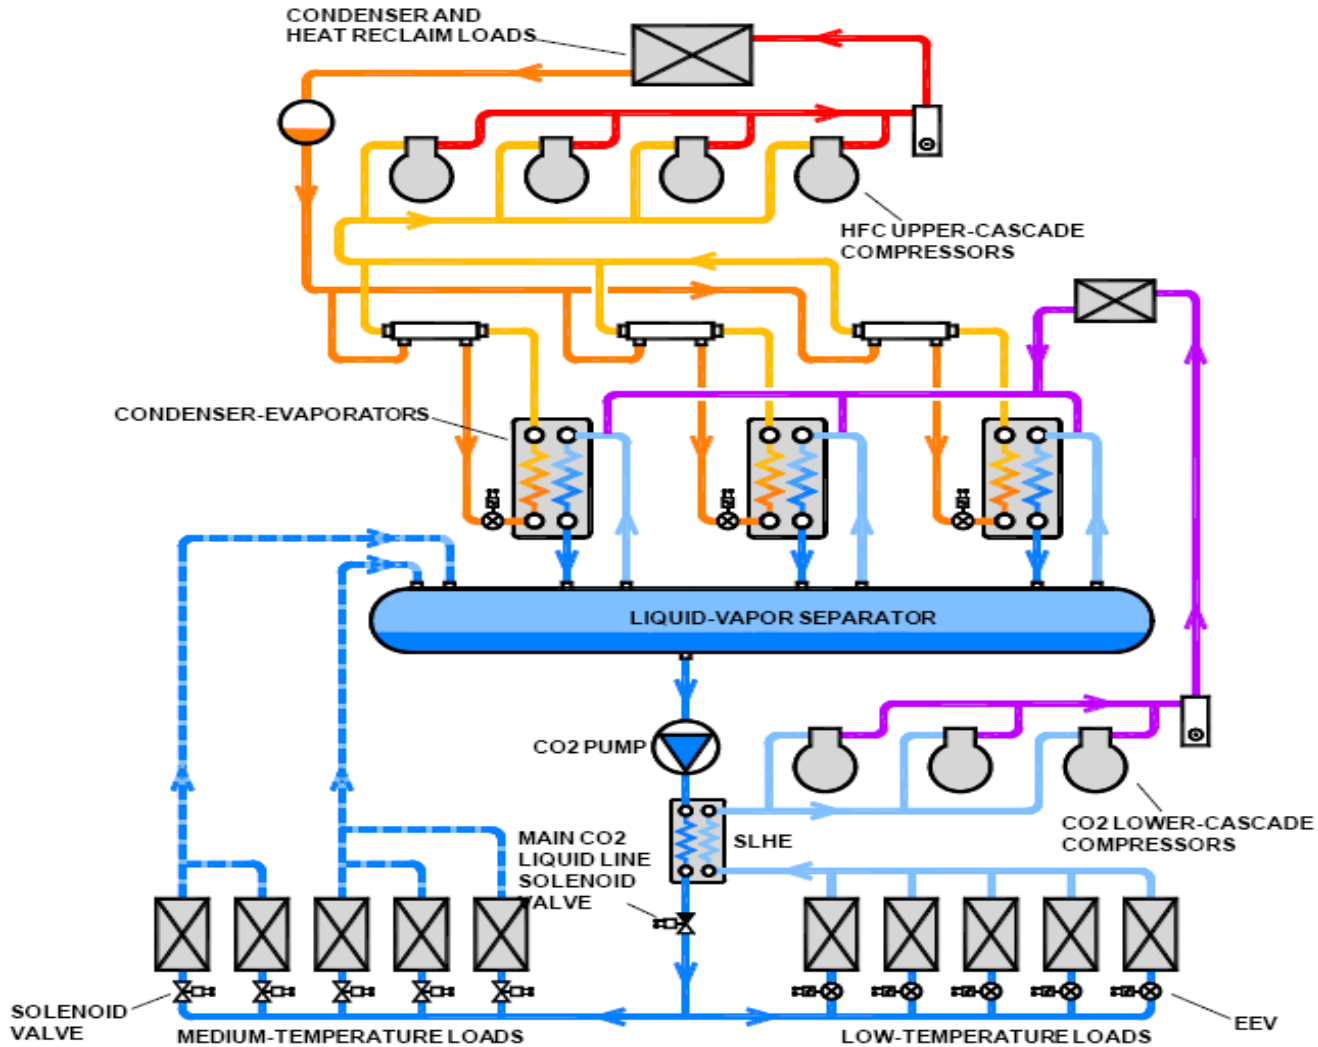 CONDENSER AND
HEAT RECLAIM LOADS
HFC UPPER-CASCADE
COMPRESSORS
CONDENSER-EVAPORATORS
LIQUID-VAPOR SEPARATOR
CO2 PUMP
MAIN CO2
LIQUID LINE
SOLENOID
VALVE
SLHE
CO2 LOWER-CASCADE
COMPRESSORS
SOLENOID
VALVE
MEDIUM-TEMPERATURE LOADS
LOW-TEMPERATURE LOADS
EEV